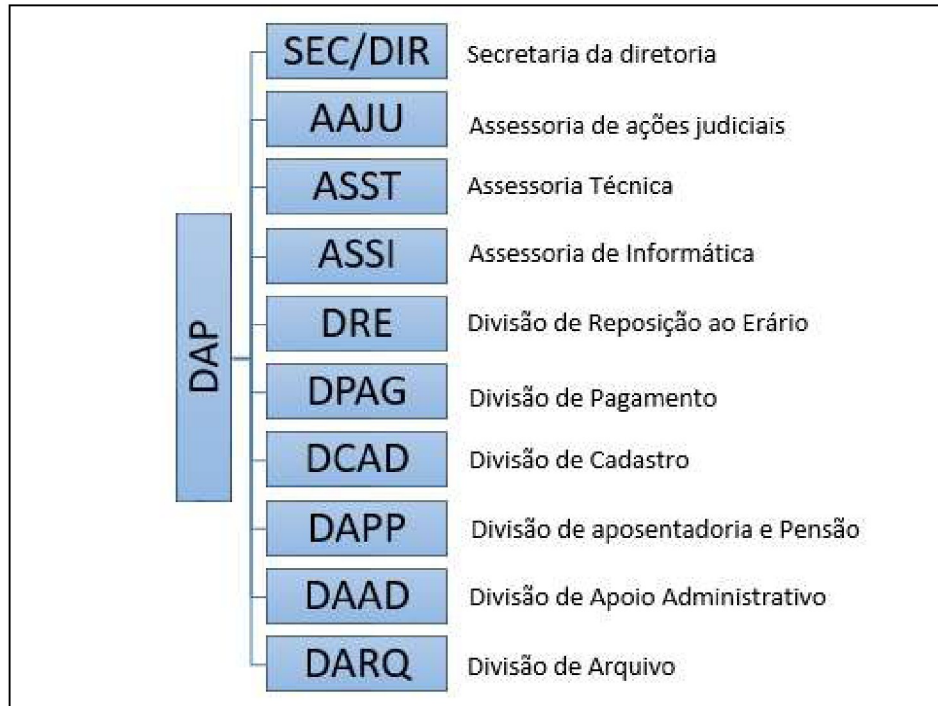 DAP
SEC/DIR Secretaria da diretoria
AAJU Assessoria de ações judiciais
ASST Assessoria Técnica
ASSI Assessoria de Informática
DRE Divisão de Reposição ao Erário
DPAG Divisão de Pagamento
DCAD Divisão de Cadastro
DAPP Divisão de aposentadoria e Pensão
DAAD Divisão de Apoio Administrativo
DARQ Divisão de Arquivo